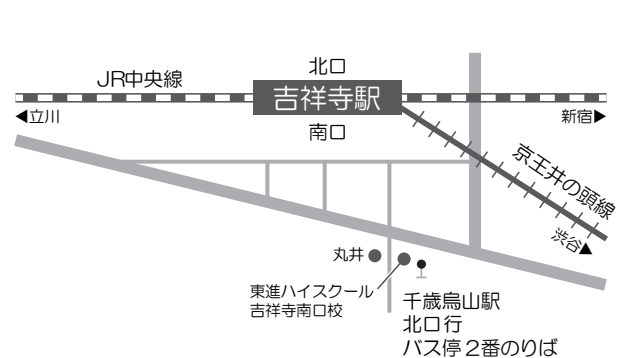 北口
JR中央線
吉祥寺駅
◀立川
新宿▶
南口
京王井の頭線
渋谷▲
丸井
東進ハイスクール
吉祥寺南口校
千歳烏山駅
北口行
バス停2番のりば